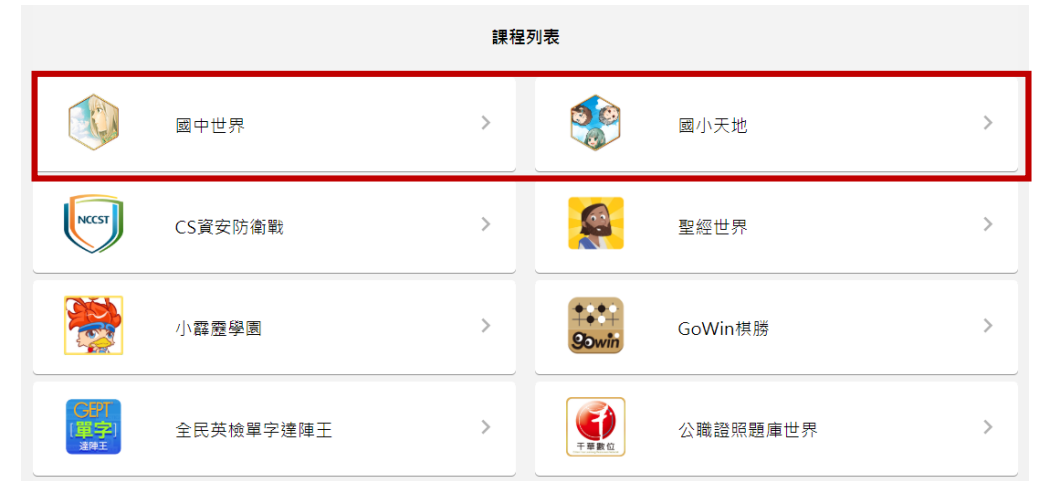 課程列表
國中世界
國小天地
NCCST
CS資安防衛戰
聖經世界
小霹靂學園
gowin
GoWin棋勝
GEPT
[單字]
達陣王
全民英檢單字達陣王
千華數位
公職證照題庫世界